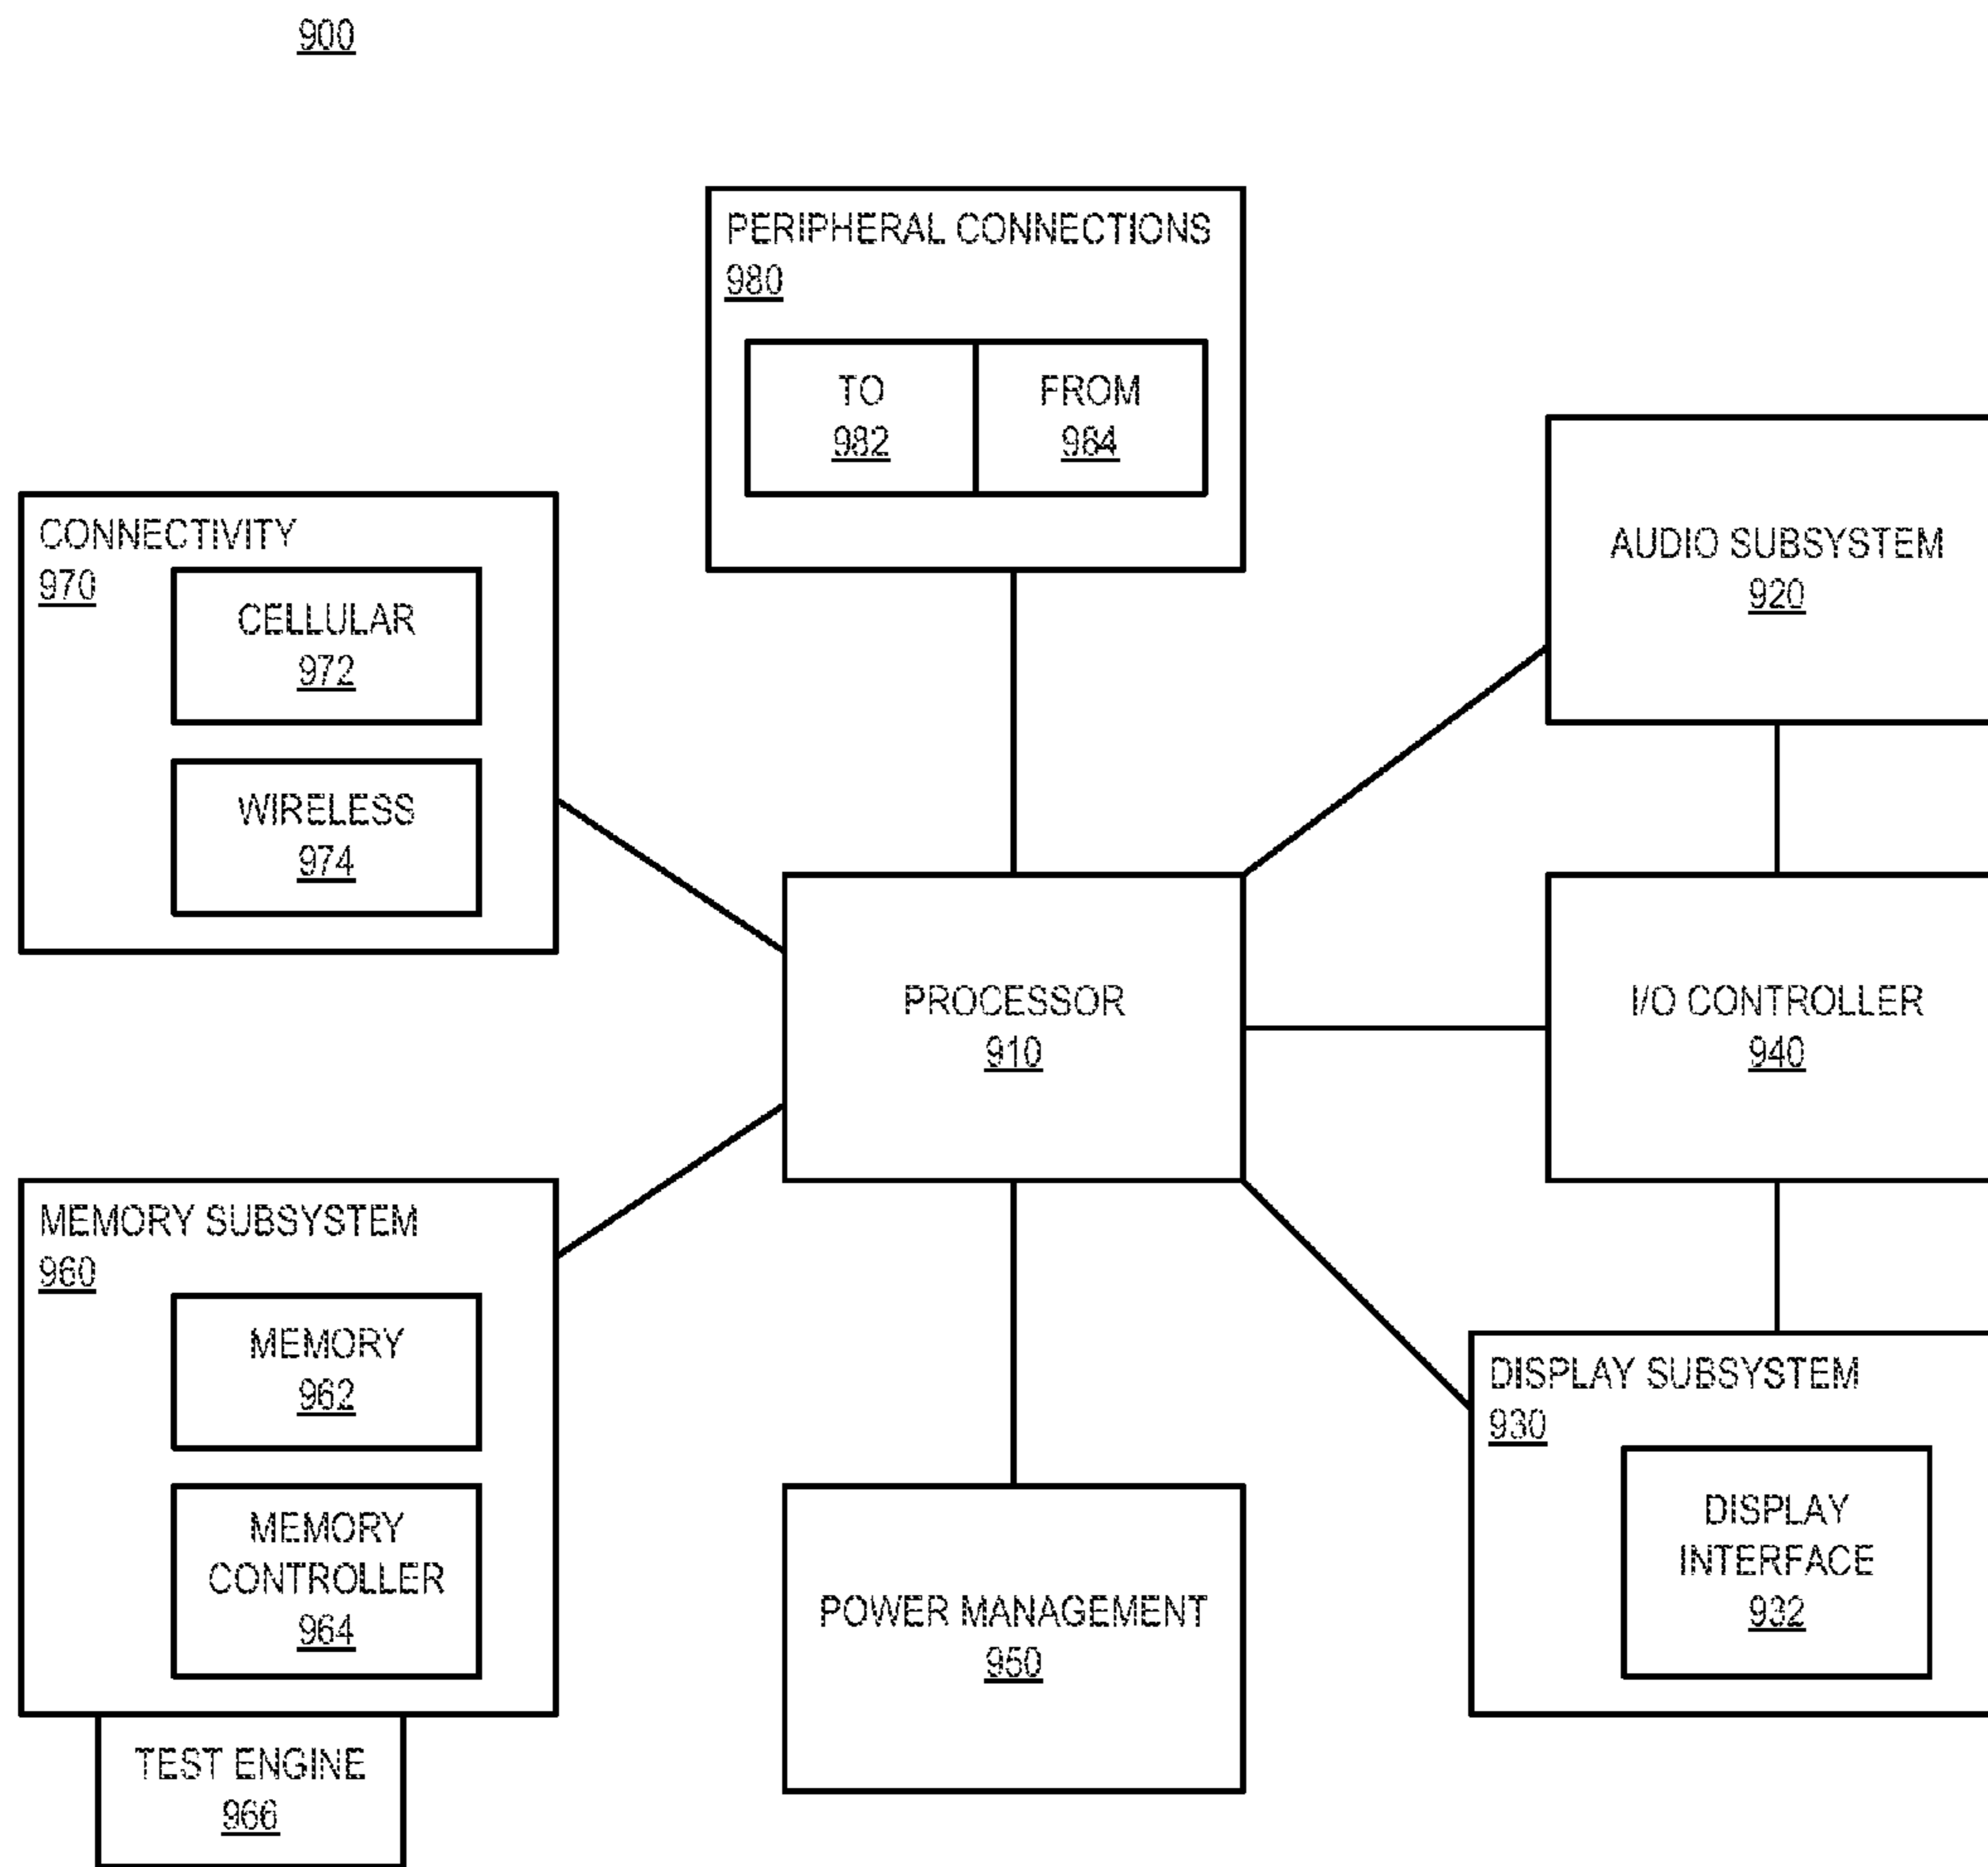 900
PERIPHERAL CONNECTIONS
980
TO
982
FROM
984
AUDIO SUBSYSTEM
920
CONNECTIVITY
970
CELLULAR
972
WIRELESS
974
PROCESSOR
910
I/O CONTROLLER
940
MEMORY SUBSYSTEM
960
MEMORY
962
MEMORY
CONTROLLER
964
TEST ENGINE
966
POWER MANAGEMENT
950
DISPLAY SUBSYSTEM
930
DISPLAY
INTERFACE
932